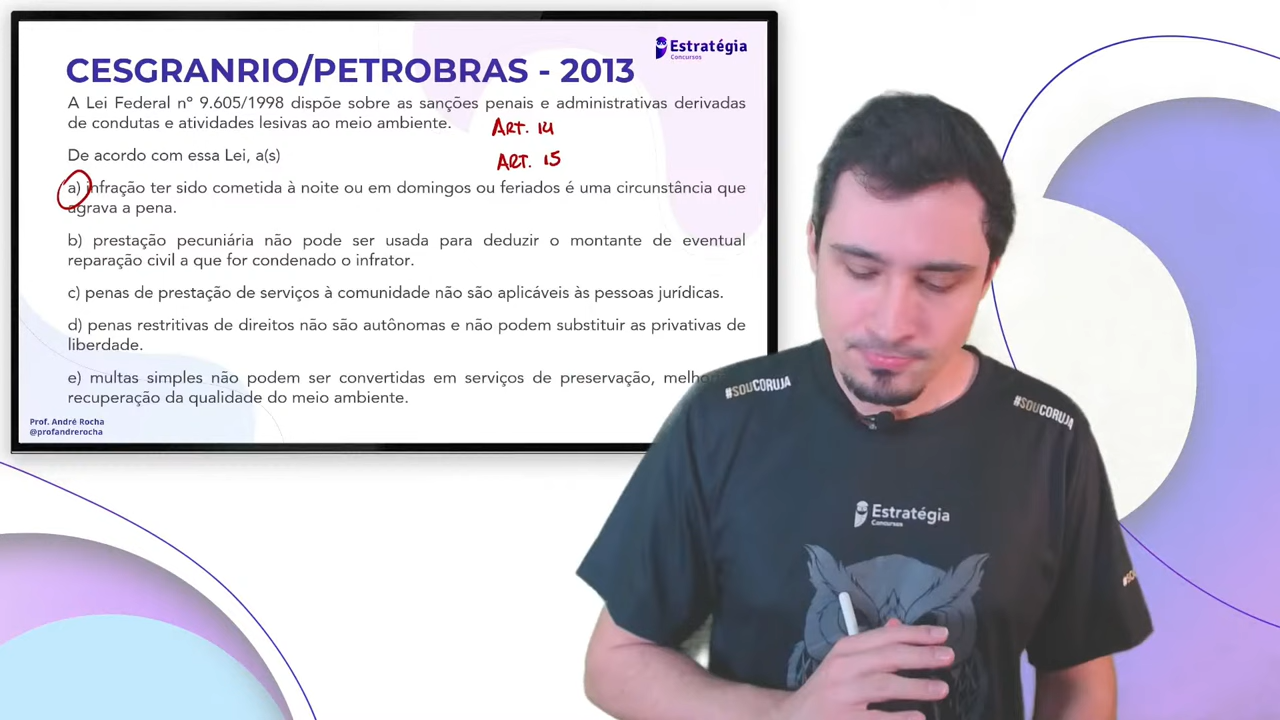 Estratégia
Concursos
CESGRANRIO/PETROBRAS - 2013
A Lei Federal nº 9.605/1998 dispõe sobre as sanções penais e administrativas derivadas
de condutas e atividades lesivas ao meio ambiente.
ART. 14
De acordo com essa Lei, a(s)
ART. 15
a) infração ter sido cometida à noite ou em domingos ou feriados é uma circunstância que
agrava a pena.
b) prestação pecuniária não pode ser usada para deduzir o montante de eventual
reparação civil a que for condenado o infrator.
c) penas de prestação de serviços à comunidade não são aplicáveis às pessoas jurídicas.
d) penas restritivas de direitos não são autônomas e não podem substituir as privativas de
liberdade.
e) multas simples não podem ser convertidas em serviços de preservação,
recuperação da qualidade do meio ambiente.
Prof. André Rocha
@profandrerocha
#SOUCORUJA
#SOUCORUJA
Estratégia
Concursos